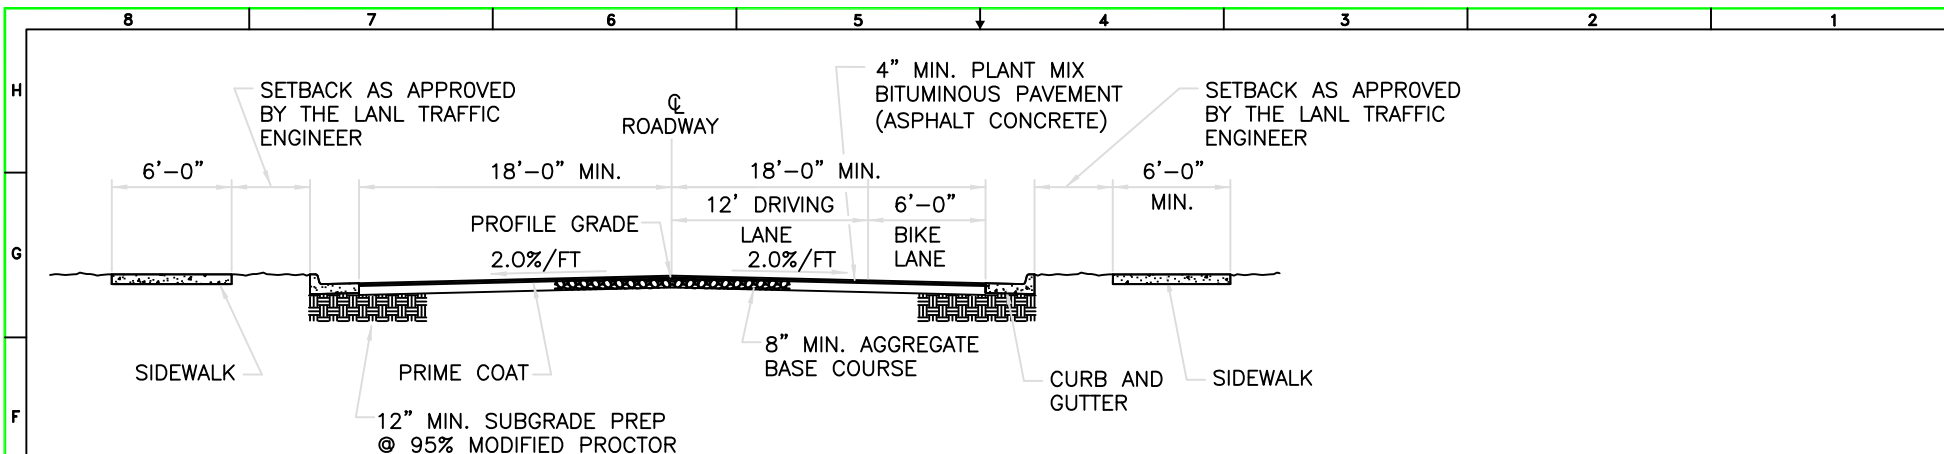 8 7 6 5 4 3 2 1
H
G
F
SETBACK AS APPROVED
BY THE LANL TRAFFIC
ENGINEER
℄
ROADWAY
4" MIN. PLANT MIX
BITUMINOUS PAVEMENT
(ASPHALT CONCRETE)
SETBACK AS APPROVED
BY THE LANL TRAFFIC
ENGINEER
6'-0"
18'-0" MIN.
18'-0" MIN.
6'-0"
MIN.
12' DRIVING
LANE
6'-0"
BIKE
LANE
PROFILE GRADE
2.0%/FT
2.0%/FT
SIDEWALK
PRIME COAT
8" MIN. AGGREGATE
BASE COURSE
CURB AND
GUTTER
SIDEWALK
12" MIN. SUBGRADE PREP
@ 95% MODIFIED PROCTOR